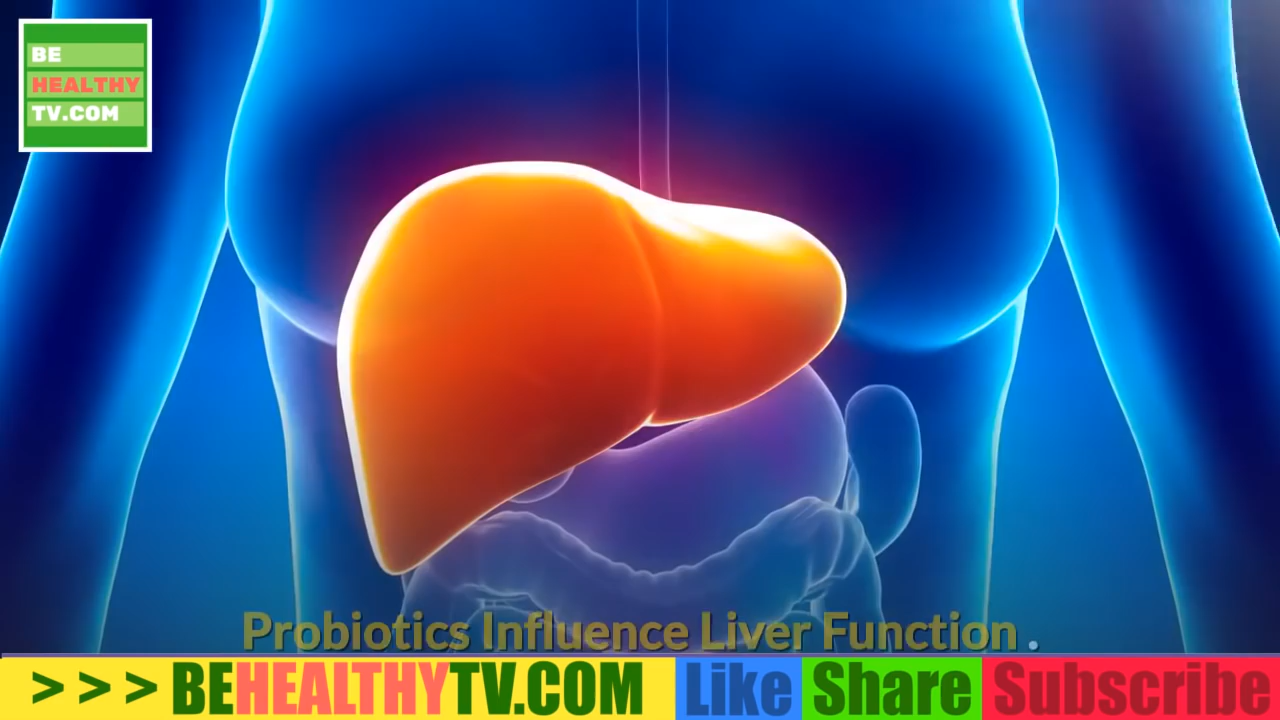 BE
HEALTHY
TV.COM
Probiotics Influence Liver Function .
> > > BEHEALTHYTV.COM Like Share Subscribe